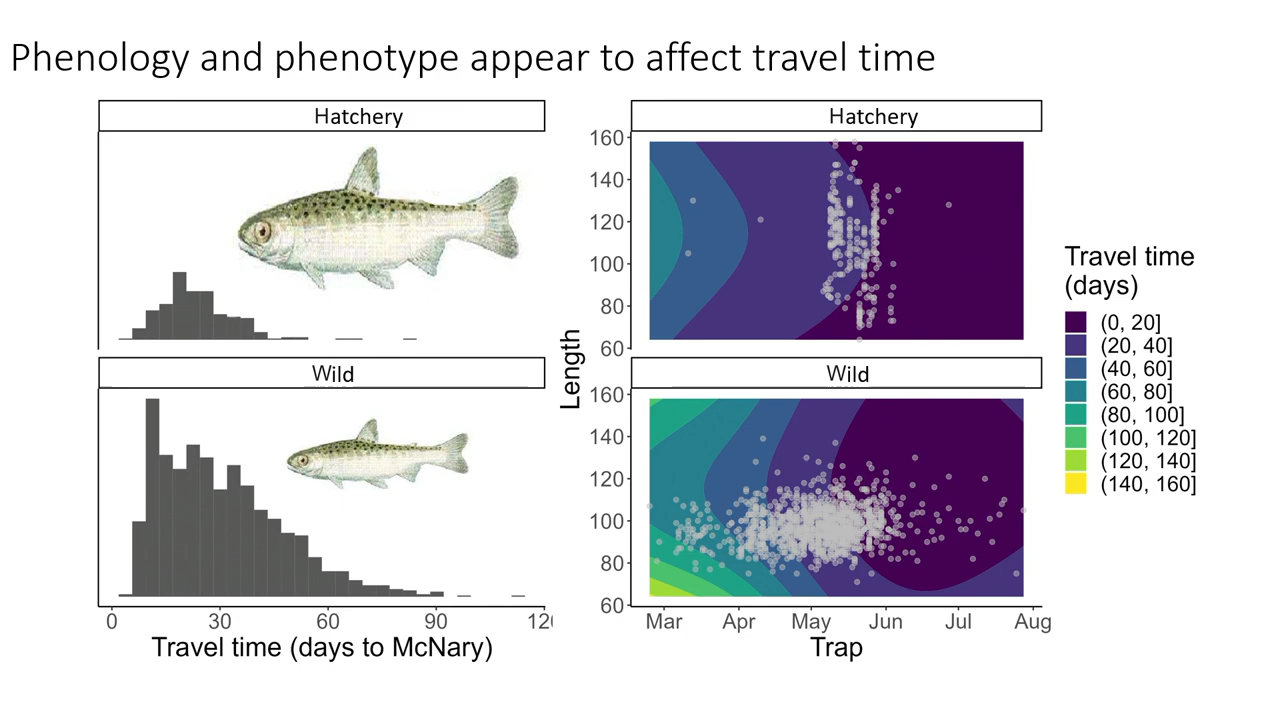 Phenology and phenotype appear to affect travel time
Hatchery
Wild
0 30 60 90 120
Travel time (days to McNary)
Length
Hatchery
160
140
120
100
80
60
Wild
160
140
120
100
80
60
Mar Apr May Jun Jul Aug
Trap
Travel time
(days)
(0, 20]
(20, 40]
(40, 60]
(60, 80]
(80, 100]
(100, 120]
(120, 140]
(140, 160]